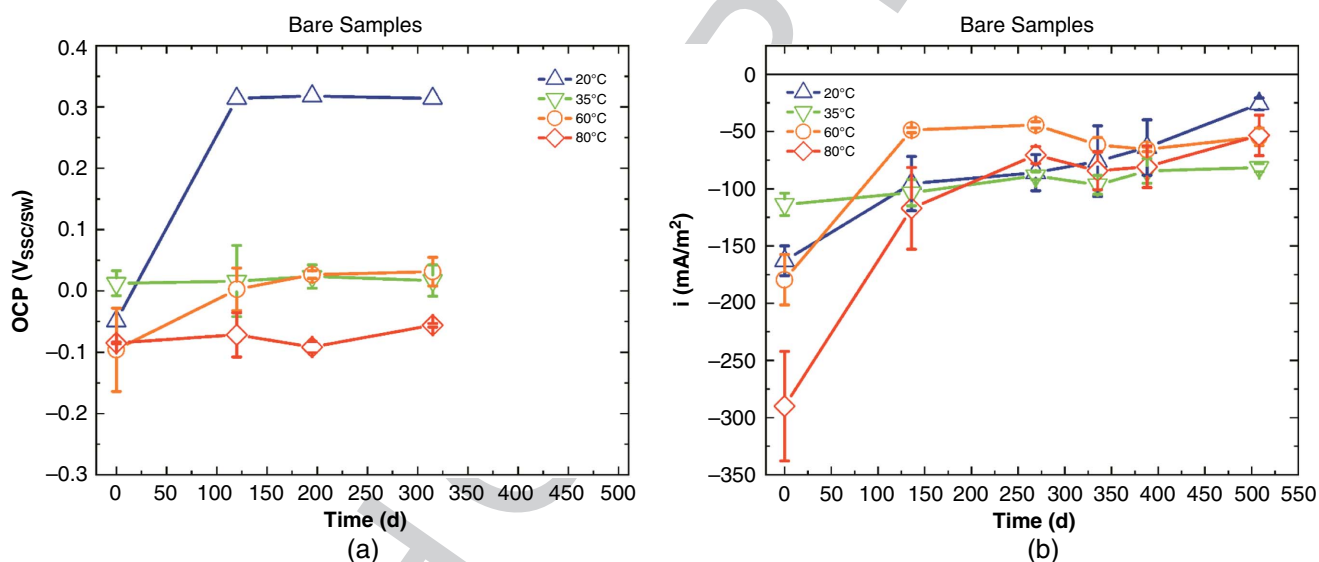 Bare Samples
0.4
0.3
0.2
0.1
0.0
–0.1
–0.2
–0.3
OCP (VSSC/SW)
20°C
35°C
60°C
80°C
0 50 100 150 200 250 300 350 400 450 500
Time (d)
(a)
Bare Samples
0
–50
–100
–150
–200
–250
–300
–350
i (mA/m²)
20°C
35°C
60°C
80°C
0 50 100 150 200 250 300 350 400 450 500 550
Time (d)
(b)